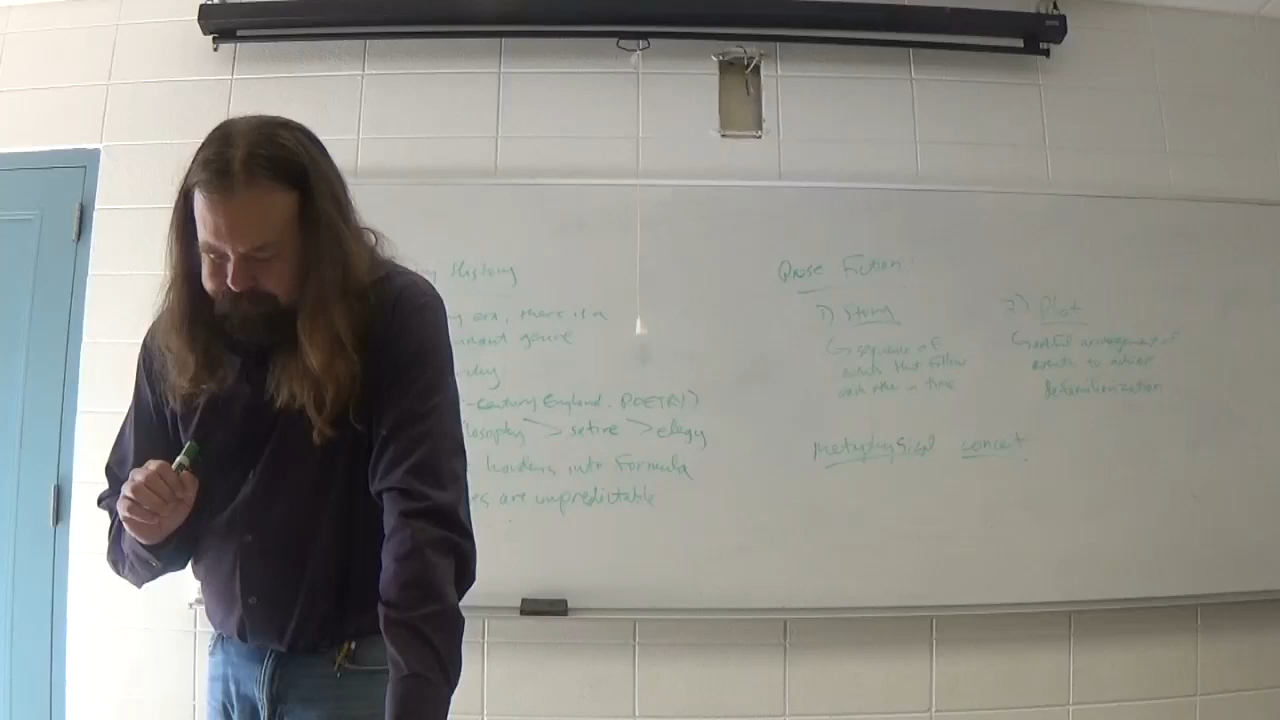 History
era, there is a
genre
-century England. POETRY)
> satire > elegy
hardens into Formula
are unpredictable
Prose Fiction
1) Story
↳ sequence of
events that follow
each other in time
2) Plot
↳ artful arrangement of
events to achieve
defamiliarization
metaphysical conceit